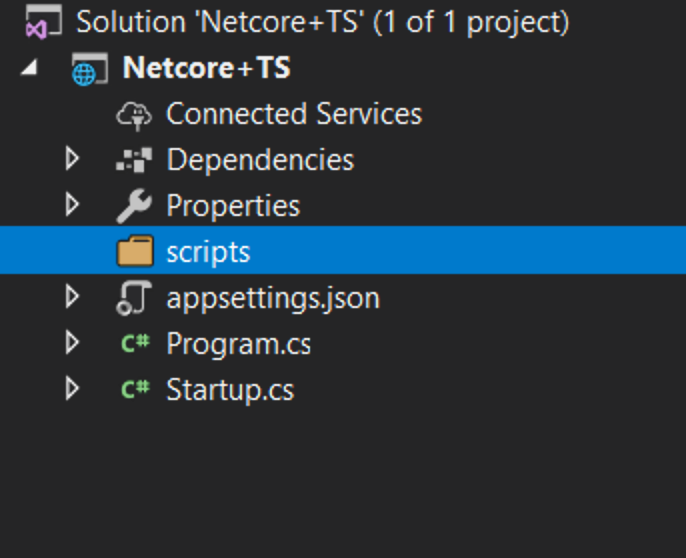 Solution 'Netcore+TS' (1 of 1 project)
Netcore+TS
Connected Services
Dependencies
Properties
scripts
appsettings.json
C# Program.cs
C# Startup.cs